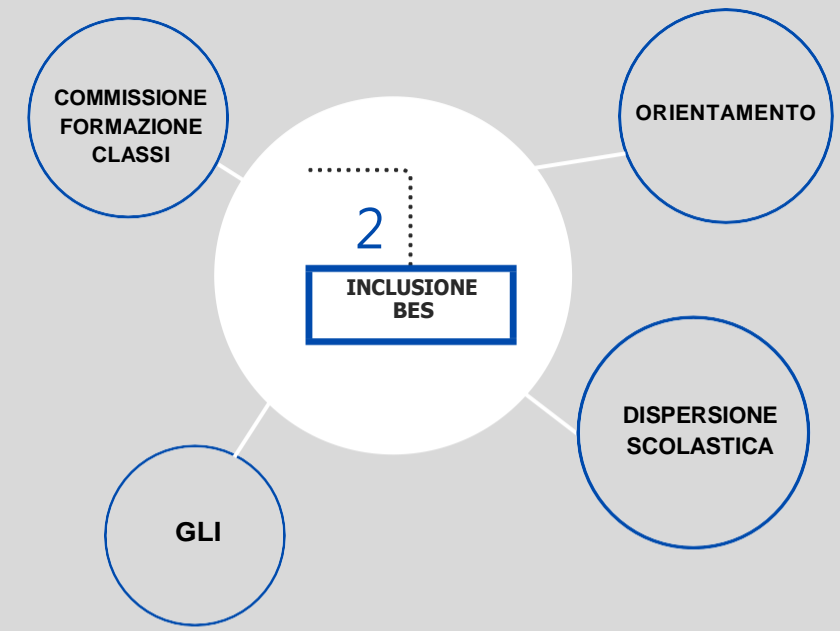 COMMISSIONE
FORMAZIONE
CLASSI
ORIENTAMENTO
2
INCLUSIONE
BES
DISPERSIONE
SCOLASTICA
GLI